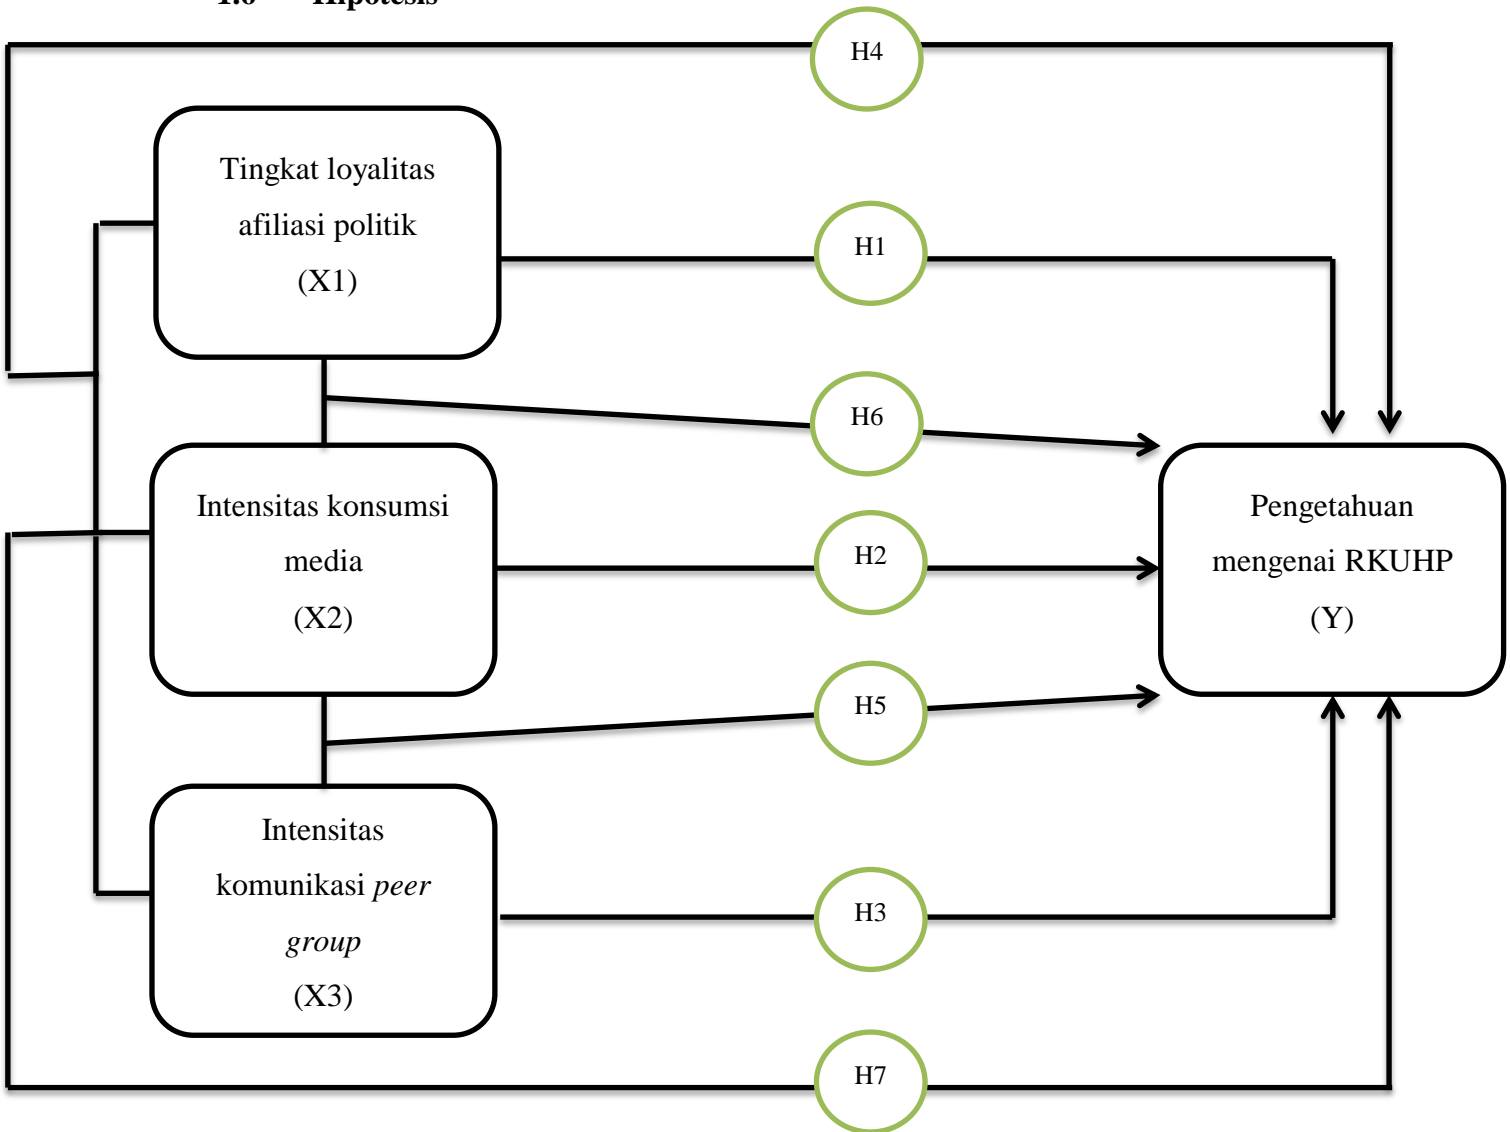 Hipotesis
H4
Tingkat loyalitas
afiliasi politik
(X1)
H1
H6
Intensitas konsumsi
media
(X2)
H2
Pengetahuan
mengenai RKUHP
(Y)
H5
Intensitas
komunikasi peer
group
(X3)
H3
H7